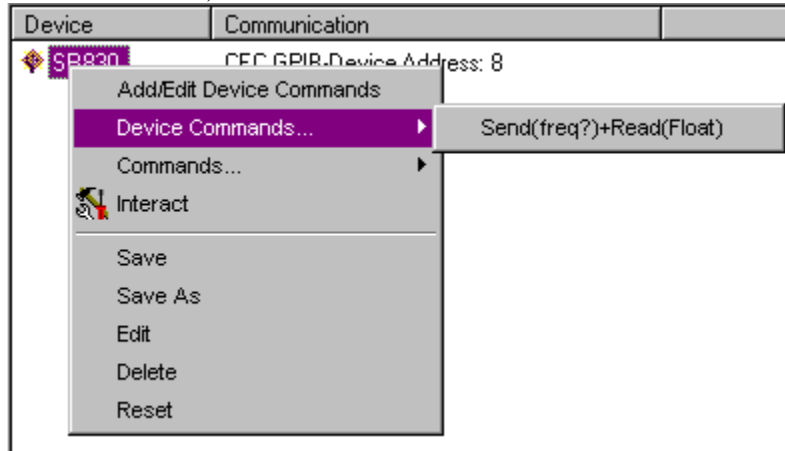 Device Communication
SR830 CEC GPIB-Device Address: 8
Add/Edit Device Commands
Device Commands... Send(freq?)+Read(Float)
Commands...
Interact
Save
Save As
Edit
Delete
Reset